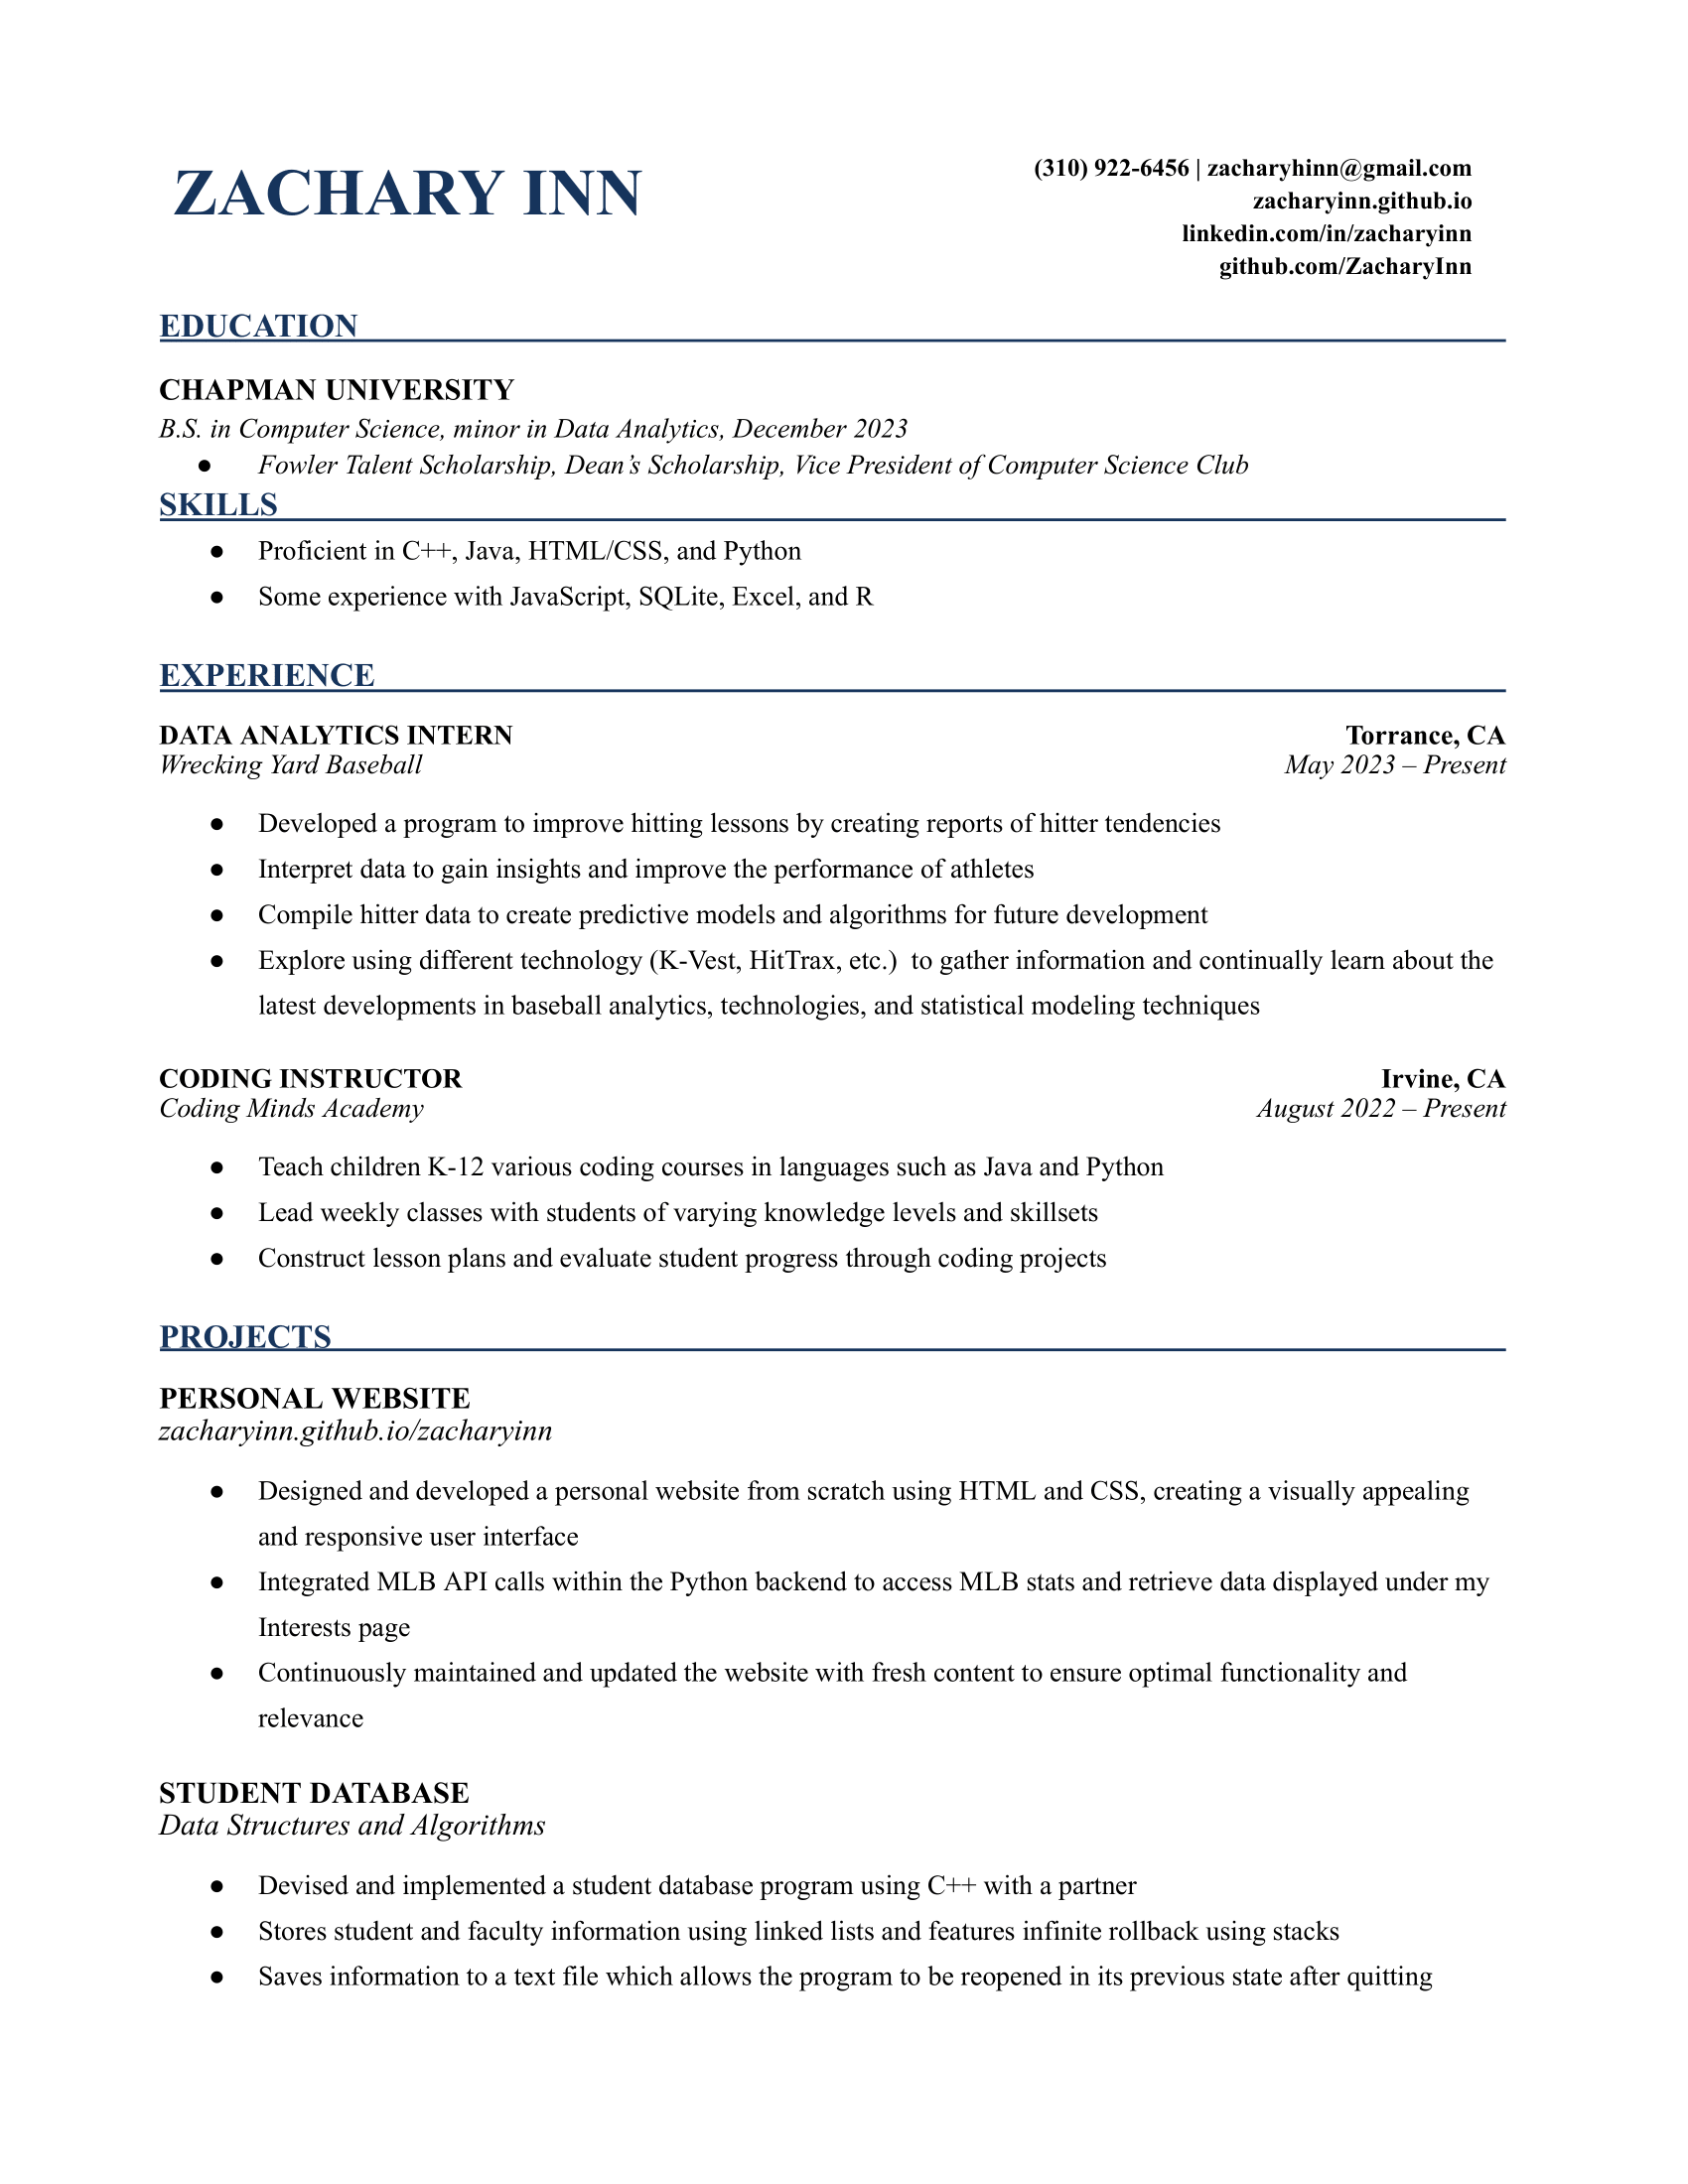 ZACHARY INN
(310) 922-6456 | zacharyhinn@gmail.com
zacharyinn.github.io
linkedin.com/in/zacharyinn
github.com/ZacharyInn
EDUCATION
CHAPMAN UNIVERSITY
B.S. in Computer Science, minor in Data Analytics, December 2023
● Fowler Talent Scholarship, Dean’s Scholarship, Vice President of Computer Science Club
SKILLS
● Proficient in C++, Java, HTML/CSS, and Python
● Some experience with JavaScript, SQLite, Excel, and R
EXPERIENCE
DATA ANALYTICS INTERN Torrance, CA
Wrecking Yard Baseball May 2023 – Present
● Developed a program to improve hitting lessons by creating reports of hitter tendencies
● Interpret data to gain insights and improve the performance of athletes
● Compile hitter data to create predictive models and algorithms for future development
● Explore using different technology (K-Vest, HitTrax, etc.)  to gather information and continually learn about the
latest developments in baseball analytics, technologies, and statistical modeling techniques
CODING INSTRUCTOR Irvine, CA
Coding Minds Academy August 2022 – Present
● Teach children K-12 various coding courses in languages such as Java and Python
● Lead weekly classes with students of varying knowledge levels and skillsets
● Construct lesson plans and evaluate student progress through coding projects
PROJECTS
PERSONAL WEBSITE
zacharyinn.github.io/zacharyinn
● Designed and developed a personal website from scratch using HTML and CSS, creating a visually appealing
and responsive user interface
● Integrated MLB API calls within the Python backend to access MLB stats and retrieve data displayed under my
Interests page
● Continuously maintained and updated the website with fresh content to ensure optimal functionality and
relevance
STUDENT DATABASE
Data Structures and Algorithms
● Devised and implemented a student database program using C++ with a partner
● Stores student and faculty information using linked lists and features infinite rollback using stacks
● Saves information to a text file which allows the program to be reopened in its previous state after quitting